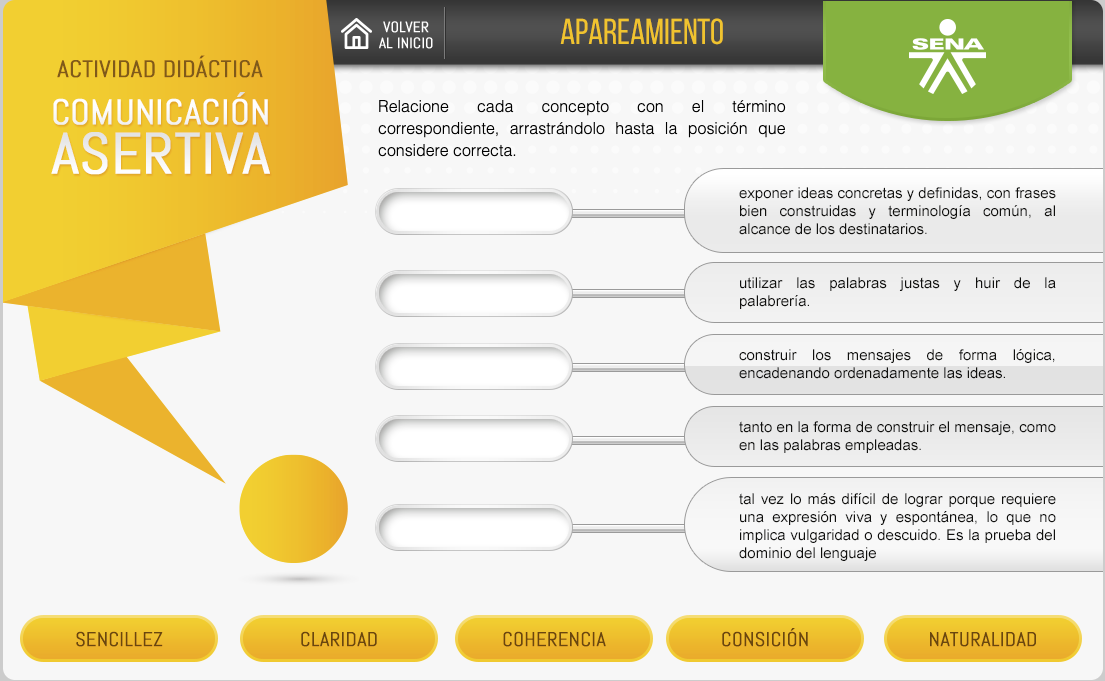 VOLVER
AL INICIO
APAREAMIENTO
SENA
ACTIVIDAD DIDÁCTICA
COMUNICACIÓN
ASERTIVA
Relacione cada concepto con el término
correspondiente, arrastrándolo hasta la posición que
considere correcta.
exponer ideas concretas y definidas, con frases
bien construidas y terminología común, al
alcance de los destinatarios.
utilizar las palabras justas y huir de la
palabrería.
construir los mensajes de forma lógica,
encadenando ordenadamente las ideas.
tanto en la forma de construir el mensaje, como
en las palabras empleadas.
tal vez lo más difícil de lograr porque requiere
una expresión viva y espontánea, lo que no
implica vulgaridad o descuido. Es la prueba del
dominio del lenguaje
SENCILLEZ
CLARIDAD
COHERENCIA
CONSICIÓN
NATURALIDAD